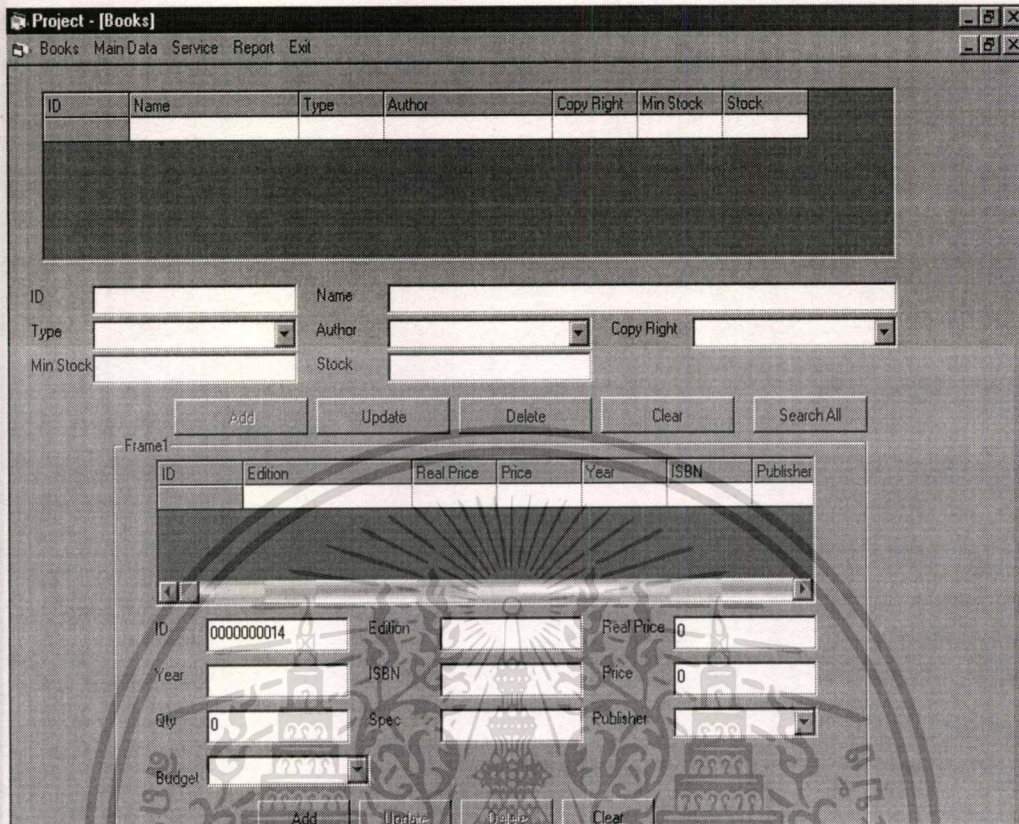 Project - [Books]
Books Main Data Service Report Exit
ID Name Type Author Copy Right Min Stock Stock
ID Name
Type Author Copy Right
Min Stock Stock
Add Update Delete Clear Search All
Frame1
ID Edition Real Price Price Year ISBN Publisher
ID 0000000014 Edition Real Price 0
Year ISBN Price 0
Qty 0 Spec Publisher
Budget
Add Update Delete Clear